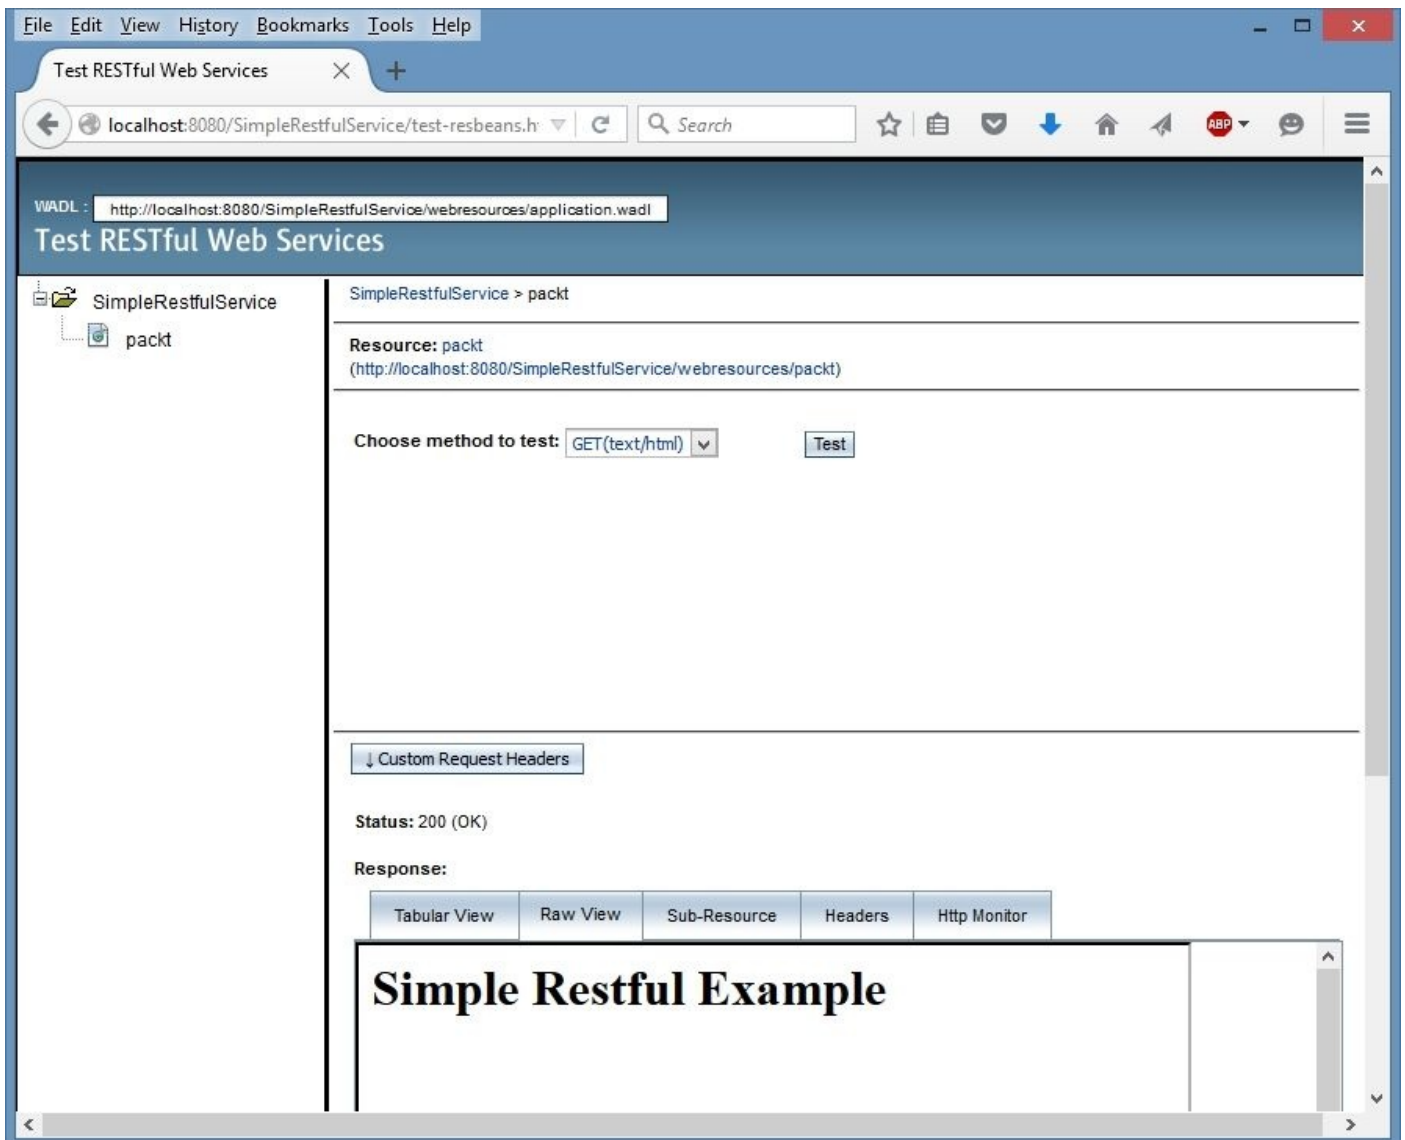 File Edit View History Bookmarks Tools Help
Test RESTful Web Services
localhost:8080/SimpleRestfulService/test-resbeans.h
Search
ABP
WADL : http://localhost:8080/SimpleRestfulService/webresources/application.wadl
Test RESTful Web Services
SimpleRestfulService
packt
SimpleRestfulService > packt
Resource: packt
(http://localhost:8080/SimpleRestfulService/webresources/packt)
Choose method to test: GET(text/html) Test
↓ Custom Request Headers
Status: 200 (OK)
Response:
Tabular View Raw View Sub-Resource Headers Http Monitor
Simple Restful Example